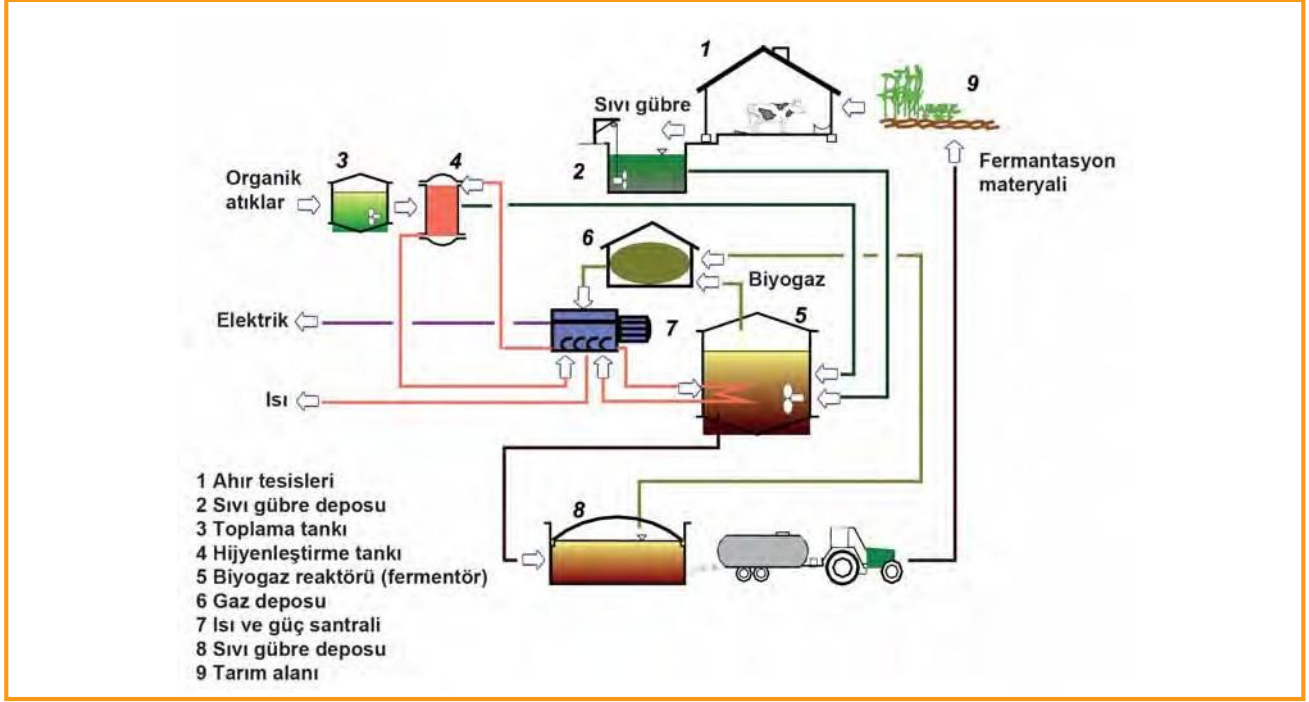 1
9
Sıvı gübre
Fermantasyon
materyali
3
4
2
Organik
atıklar
6
Biyogaz
5
Elektrik
7
Isı
8
1 Ahır tesisleri
2 Sıvı gübre deposu
3 Toplama tankı
4 Hijyenleştirme tankı
5 Biyogaz reaktörü (fermentör)
6 Gaz deposu
7 Isı ve güç santrali
8 Sıvı gübre deposu
9 Tarım alanı